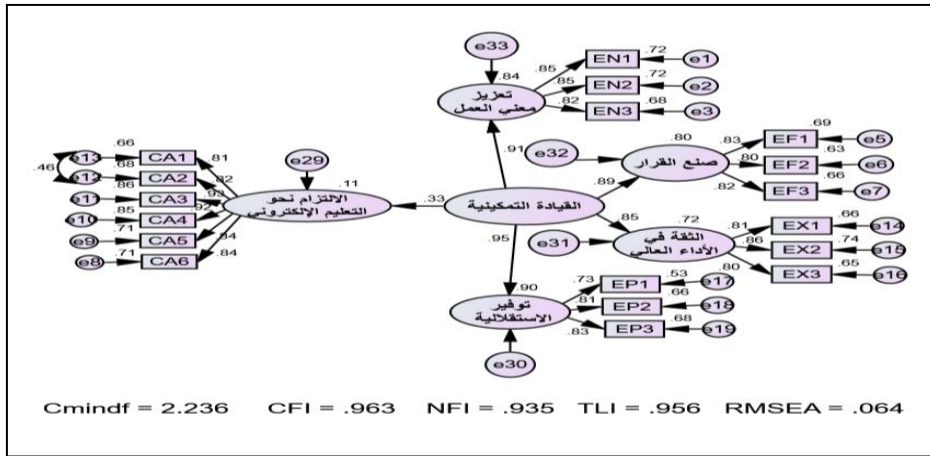 e33
.84
تعزيز
معني العمل
.85
EN1
.72
e1
.85
EN2
.72
e2
.82
EN3
.68
e3
.91
e32
.80
صنع القرار
.89
.83
EF1
.69
e5
.80
EF2
.63
e6
.82
EF3
.66
e7
القيادة التمكينية
.85
e31
.72
الثقة في
الأداء العالي
.81
EX1
.66
e14
.86
EX2
.74
e15
.80
EX3
.65
e16
.95
.90
توفير
الاستقلالية
e30
.73
EP1
.53
e17
.81
EP2
.66
e18
.83
EP3
.68
e19
.33
e29
.11
الالتزام نحو
التعليم الإلكتروني
.46
e13
.66
CA1
.81
e12
.68
CA2
.82
e11
.86
CA3
.93
e10
.85
CA4
.92
e9
.71
CA5
.84
e8
.71
CA6
.84
Cmindf = 2.236 CFI = .963 NFI = .935 TLI = .956 RMSEA = .064